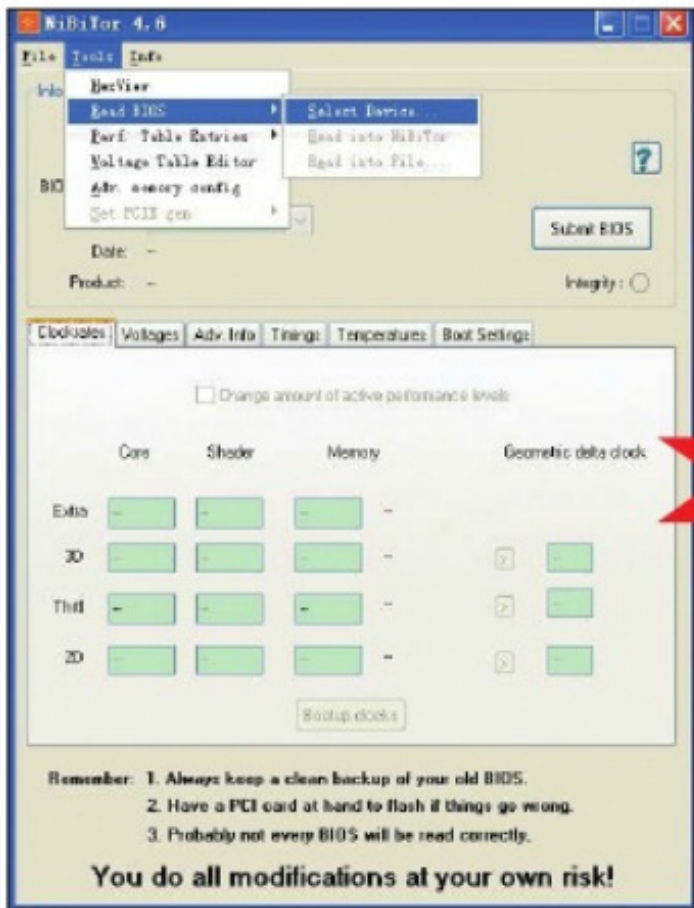 NiBiTor 4.6
File Tools Info
Info
HexView
Read BIOS Select Device...
Perf. Table Entries Read into NiBiTor
Voltage Table Editor Read into File...
BIO Adv. memory config
Set PCIE gen
Submit BIOS
Date: --
Product: -- Integrity:
Clockrates Voltages Adv. Info Timings Temperatures Boot Settings
Change amount of active performance levels
Core Shader Memory Geometric delta clock
Extra -- -- -- --
3D -- -- -- -- > --
Thrtl -- -- -- -- > --
2D -- -- -- -- > --
Bootup clocks
Remember: 1. Always keep a clean backup of your old BIOS.
2. Have a PCI card at hand to flash if things go wrong.
3. Probably not every BIOS will be read correctly.
You do all modifications at your own risk!